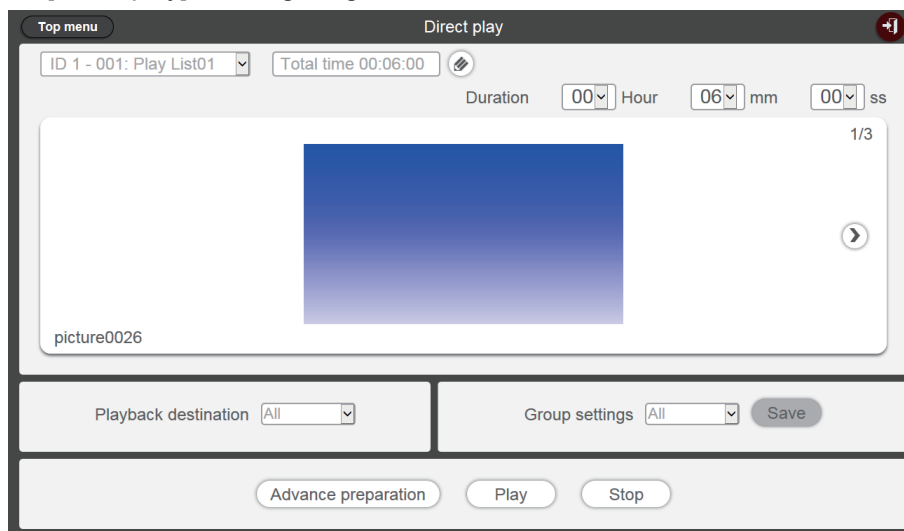 Top menu
Direct play
ID 1 - 001: Play List01
Total time 00:06:00
Duration 00 Hour 06 mm 00 ss
1/3
picture0026
Playback destination All
Group settings All Save
Advance preparation Play Stop